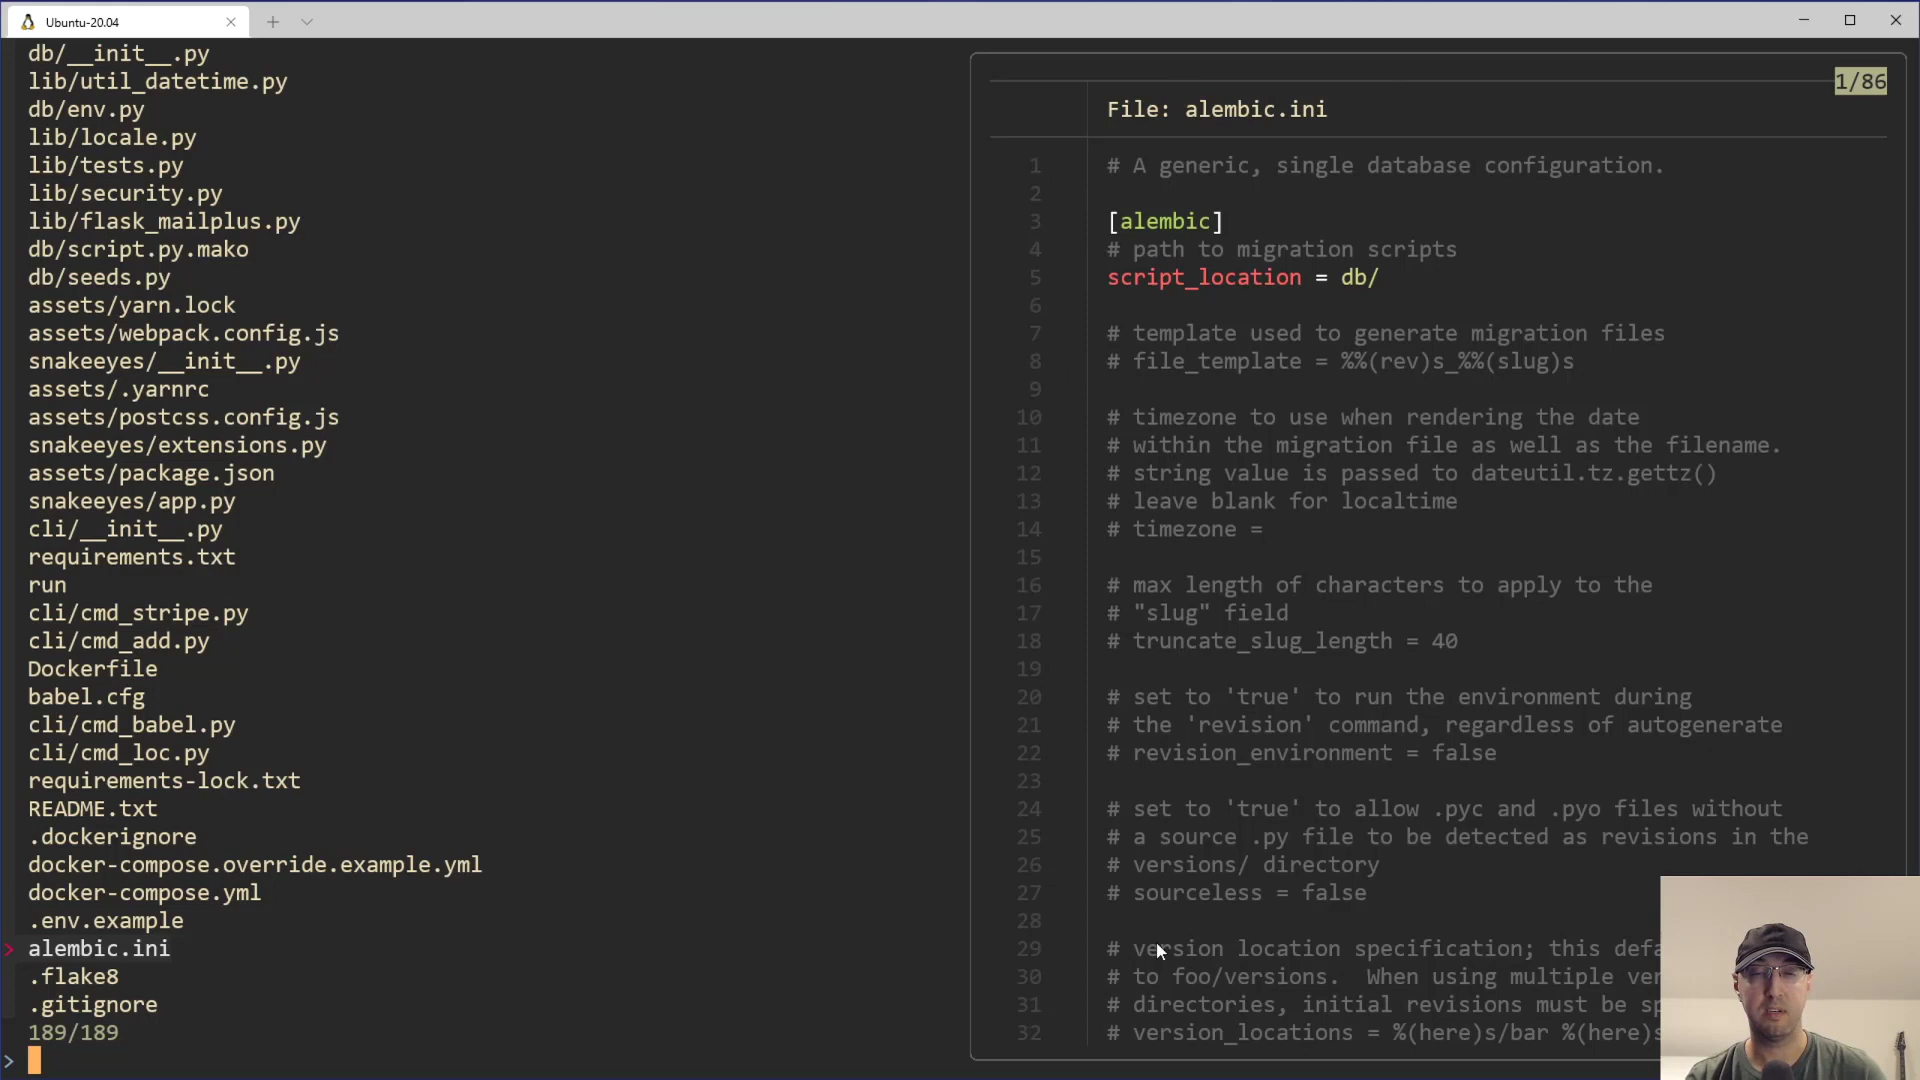 Ubuntu-20.04
db/__init__.py
lib/util_datetime.py
db/env.py
lib/locale.py
lib/tests.py
lib/security.py
lib/flask_mailplus.py
db/script.py.mako
db/seeds.py
assets/yarn.lock
assets/webpack.config.js
snakeeyes/__init__.py
assets/.yarnrc
assets/postcss.config.js
snakeeyes/extensions.py
assets/package.json
snakeeyes/app.py
cli/__init__.py
requirements.txt
run
cli/cmd_stripe.py
cli/cmd_add.py
Dockerfile
babel.cfg
cli/cmd_babel.py
cli/cmd_loc.py
requirements-lock.txt
README.txt
.dockerignore
docker-compose.override.example.yml
docker-compose.yml
.env.example
> alembic.ini
.flake8
.gitignore
189/189
>
1/86
File: alembic.ini
1 # A generic, single database configuration.
2
3 [alembic]
4 # path to migration scripts
5 script_location = db/
6
7 # template used to generate migration files
8 # file_template = %%(rev)s_%%(slug)s
9
10 # timezone to use when rendering the date
11 # within the migration file as well as the filename.
12 # string value is passed to dateutil.tz.gettz()
13 # leave blank for localtime
14 # timezone =
15
16 # max length of characters to apply to the
17 # "slug" field
18 # truncate_slug_length = 40
19
20 # set to 'true' to run the environment during
21 # the 'revision' command, regardless of autogenerate
22 # revision_environment = false
23
24 # set to 'true' to allow .pyc and .pyo files without
25 # a source .py file to be detected as revisions in the
26 # versions/ directory
27 # sourceless = false
28
29 # version location specification; this defa
30 # to foo/versions.  When using multiple ver
31 # directories, initial revisions must be sp
32 # version_locations = %(here)s/bar %(here)s